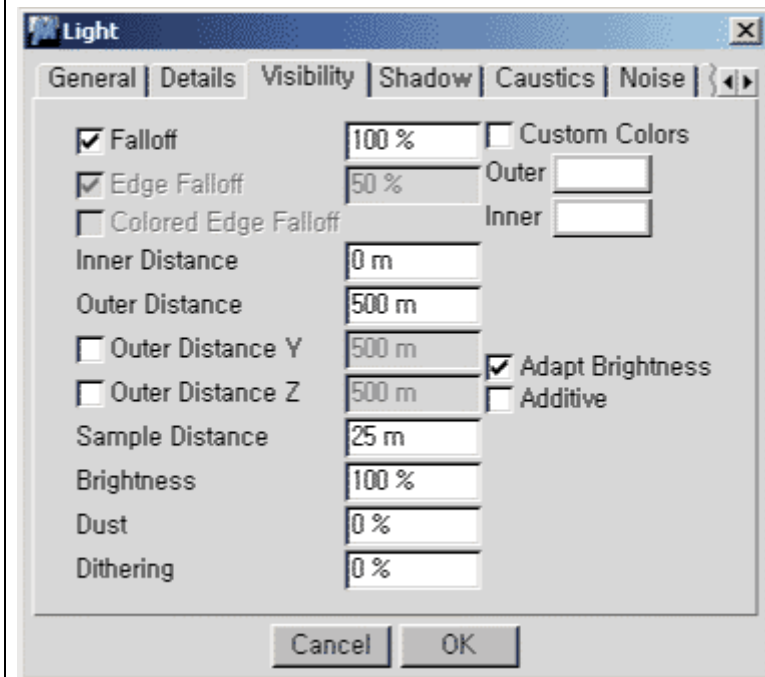 Light
General Details Visibility Shadow Caustics Noise
Falloff 100 % Custom Colors
Edge Falloff 50 % Outer
Colored Edge Falloff Inner
Inner Distance 0 m
Outer Distance 500 m
Outer Distance Y 500 m Adapt Brightness
Outer Distance Z 500 m Additive
Sample Distance 25 m
Brightness 100 %
Dust 0 %
Dithering 0 %
Cancel OK